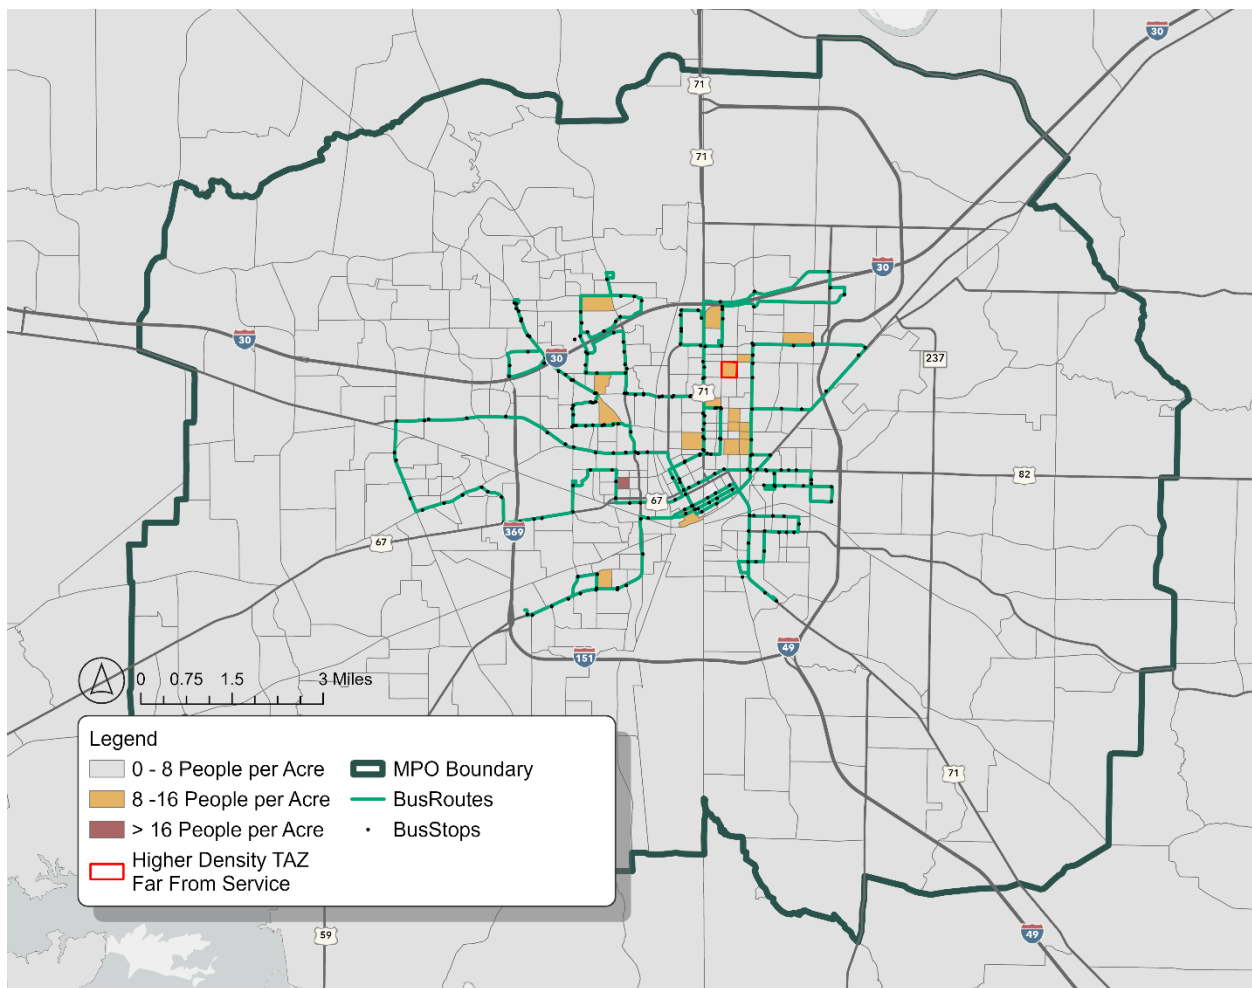 30
71
71
30
30
30
237
71
82
67
369
67
49
151
0 0.75 1.5 3 Miles
Legend
0 - 8 People per Acre
MPO Boundary
8 -16 People per Acre
BusRoutes
> 16 People per Acre
BusStops
Higher Density TAZ
Far From Service
71
59
49